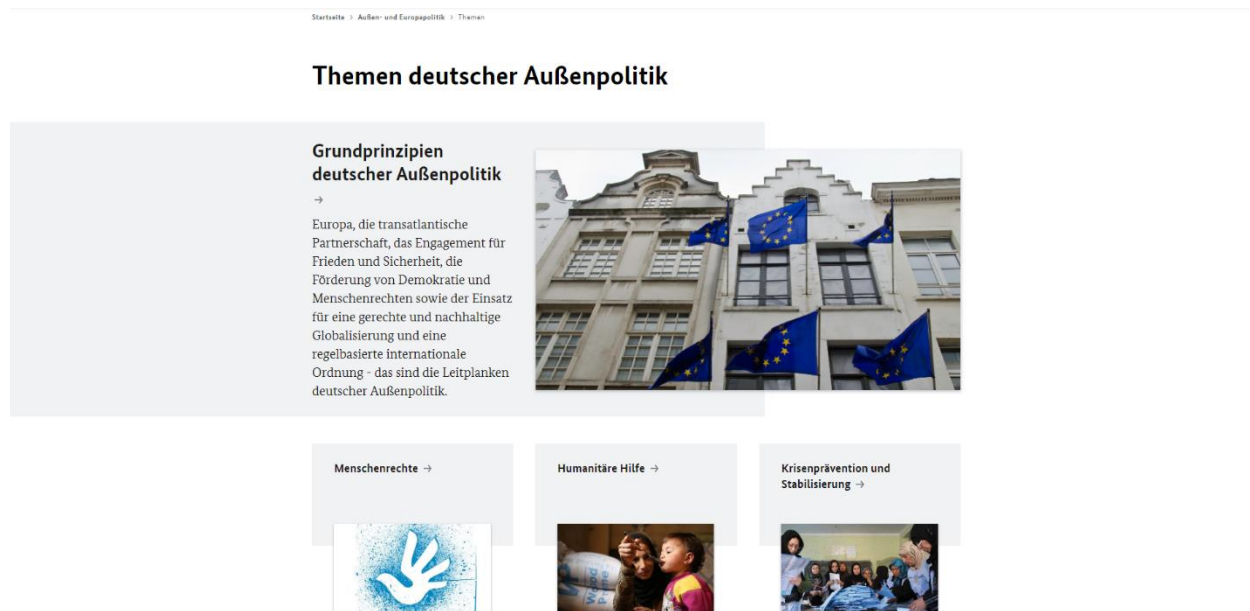 Startseite > Außen- und Europapolitik > Themen
Themen deutscher Außenpolitik
Grundprinzipien
deutscher Außenpolitik
→
Europa, die transatlantische
Partnerschaft, das Engagement für
Frieden und Sicherheit, die
Förderung von Demokratie und
Menschenrechten sowie der Einsatz
für eine gerechte und nachhaltige
Globalisierung und eine
regelbasierte internationale
Ordnung - das sind die Leitplanken
deutscher Außenpolitik.
Menschenrechte →
Humanitäre Hilfe →
Krisenprävention und
Stabilisierung →